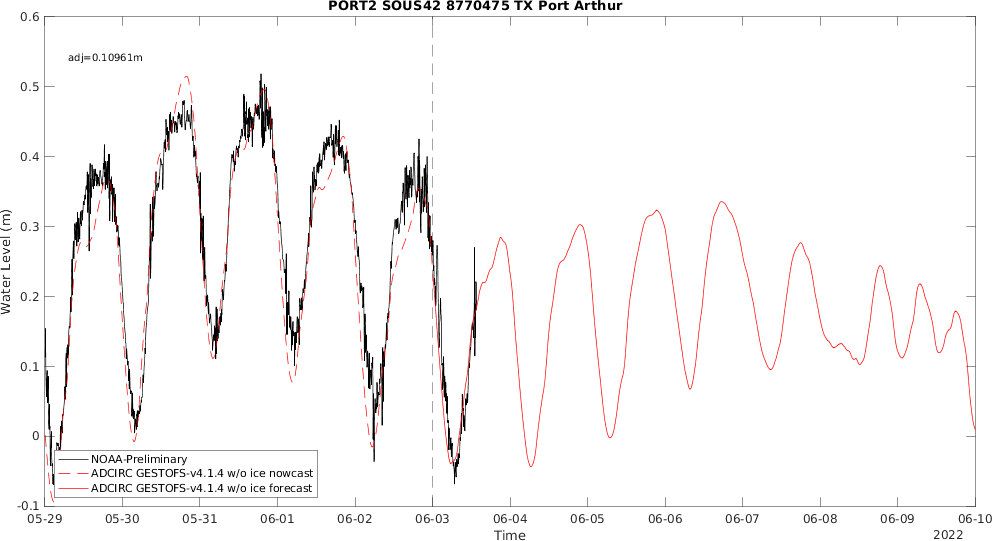 PORT2 SOUS42 8770475 TX Port Arthur
0.6
adj=0.10961m
0.5
0.4
0.3
Water Level (m)
0.2
0.1
0
NOAA-Preliminary
ADCIRC GESTOFS-v4.1.4 w/o ice nowcast
ADCIRC GESTOFS-v4.1.4 w/o ice forecast
-0.1
05-29 05-30 05-31 06-01 06-02 06-03 06-04 06-05 06-06 06-07 06-08 06-09 06-10
Time
2022